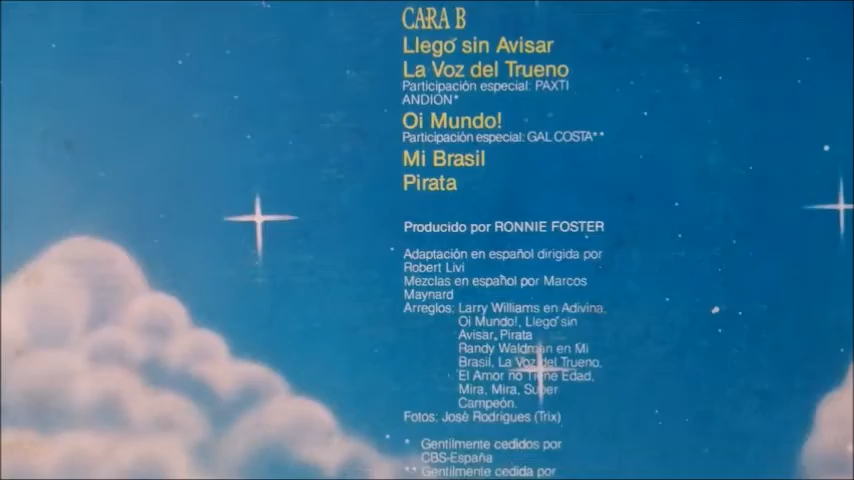 CARA B
Llegó sin Avisar
La Voz del Trueno
Participación especial: PAXTI
ANDION*
Oi Mundo!
Participación especial: GAL COSTA**
Mi Brasil
Pirata
Producido por RONNIE FOSTER
Adaptación en español dirigida por
Robert Livi
Mezclas en español por Marcos
Maynard
Arreglos: Larry Williams en Adivina,
Oi Mundo!, Llegó sin
Avisar, Pirata
Randy Waldman en Mi
Brasil, La Voz del Trueno,
El Amor no Tiene Edad,
Mira, Mira, Super
Campeón.
Fotos: José Rodrigues (Trix)
* Gentilmente cedidos por
CBS-España
** Gentilmente cedida por